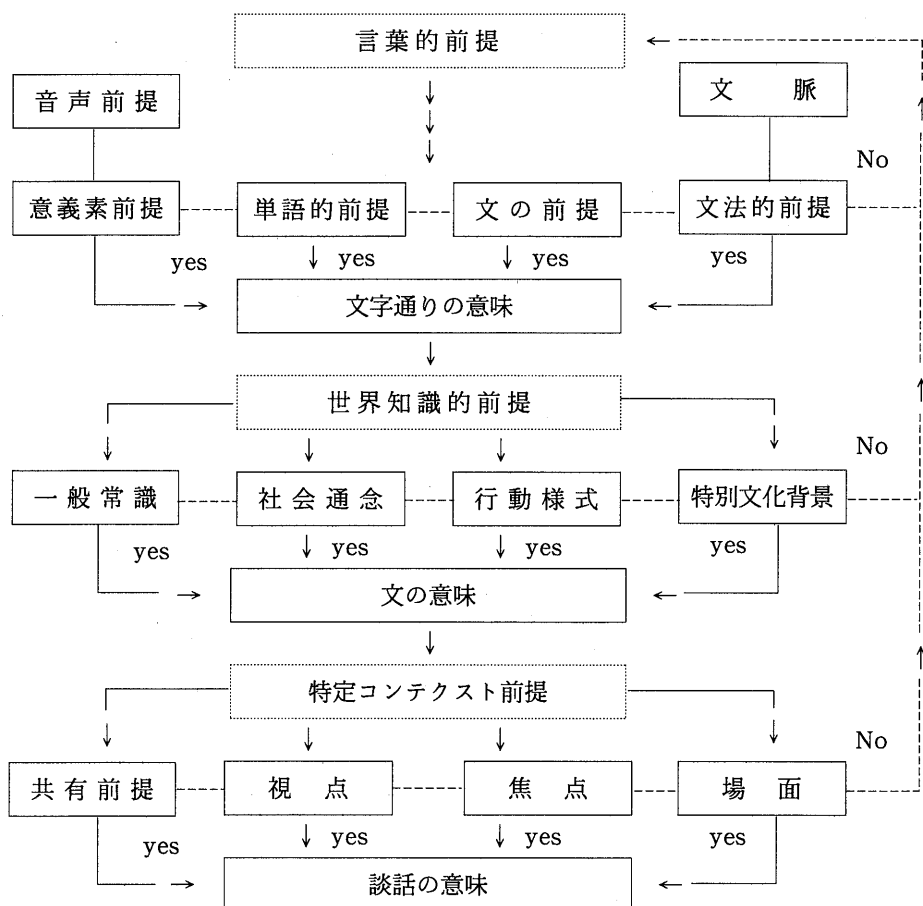 言葉的前提
音声前提
文脈
No
意義素前提
単語的前提
文の前提
文法的前提
yes
yes
yes
yes
文字通りの意味
世界知識的前提
No
一般常識
社会通念
行動様式
特別文化背景
yes
yes
yes
yes
文の意味
特定コンテクスト前提
No
共有前提
視点
焦点
場面
yes
yes
yes
yes
談話の意味